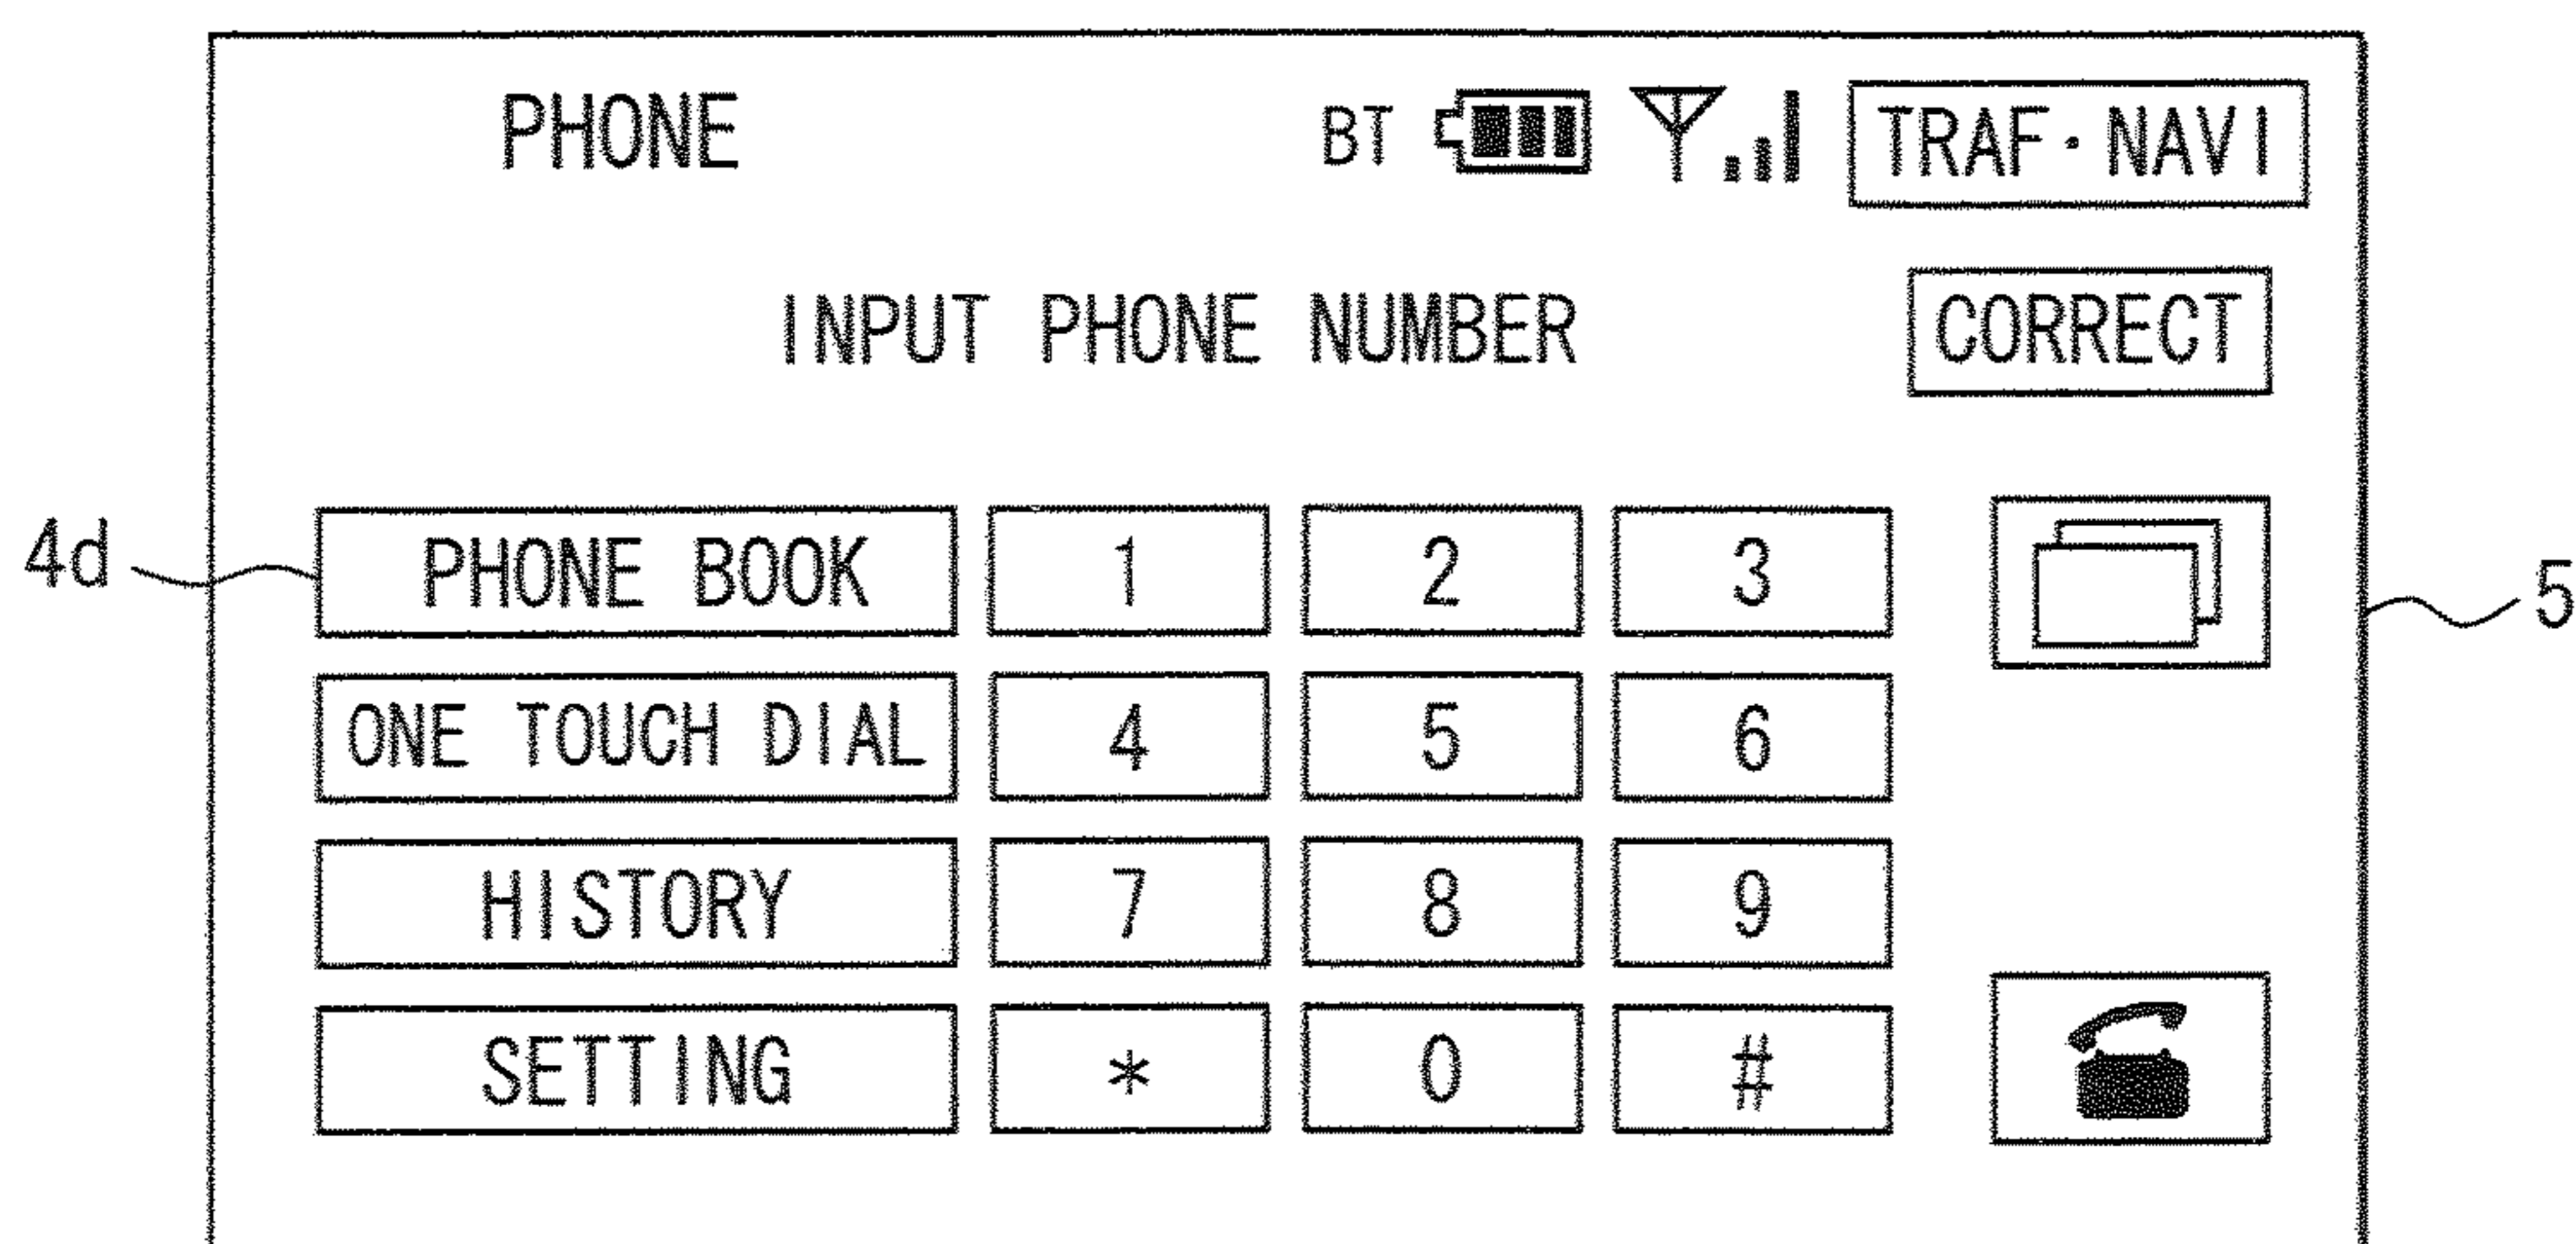 PHONE BT TRAF·NAVI
INPUT PHONE NUMBER CORRECT
4d PHONE BOOK 1 2 3 5
ONE TOUCH DIAL 4 5 6
HISTORY 7 8 9
SETTING * 0 #